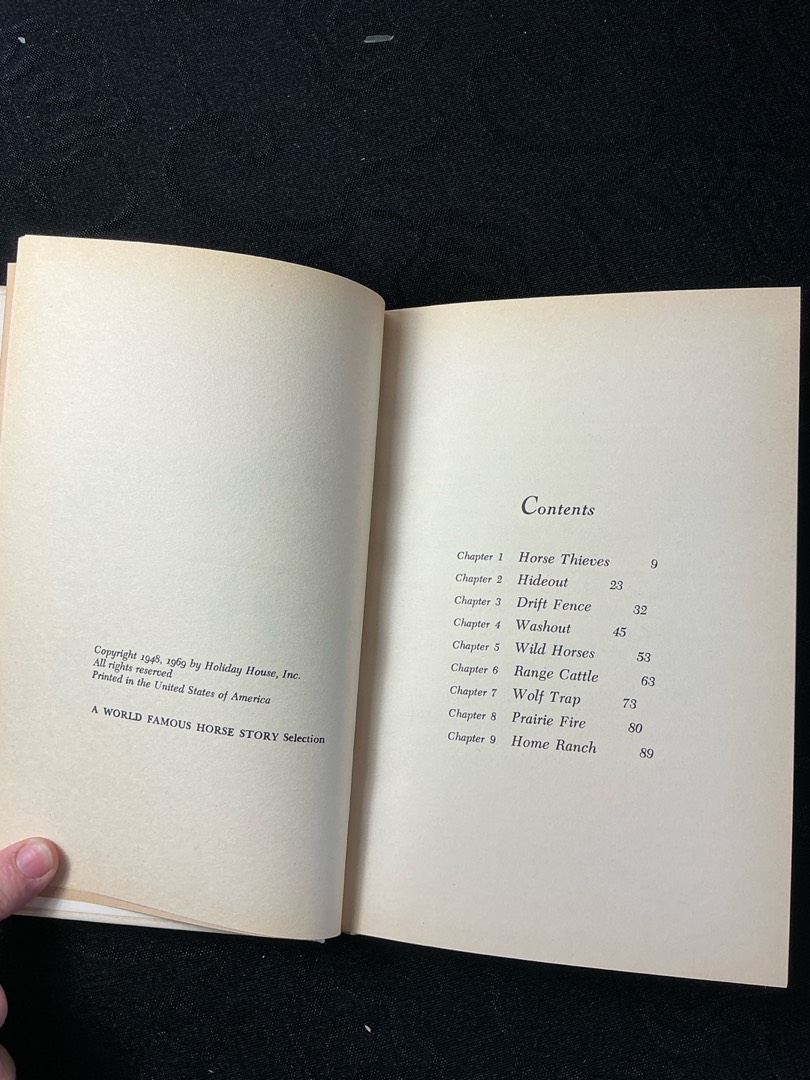 Copyright 1948, 1969 by Holiday House, Inc.
All rights reserved
Printed in the United States of America
A WORLD FAMOUS HORSE STORY Selection
Contents
Chapter 1 Horse Thieves 9
Chapter 2 Hideout 23
Chapter 3 Drift Fence 32
Chapter 4 Washout 45
Chapter 5 Wild Horses 53
Chapter 6 Range Cattle 63
Chapter 7 Wolf Trap 73
Chapter 8 Prairie Fire 80
Chapter 9 Home Ranch 89